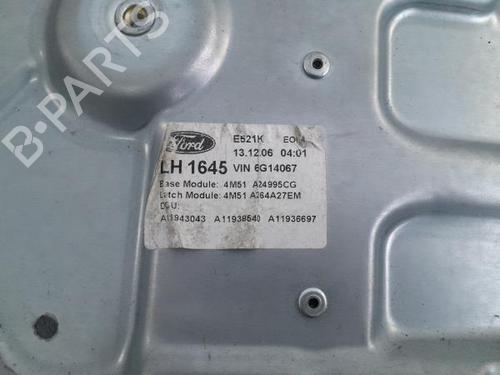 B-PARTS
Ford
E521K
13.12.06 04:01
LH 1645 VIN 6G14067
Base Module: 4M51 A24995CG
Latch Module: 4M51 A264A27EM
A11943043 A11938540 A11936697